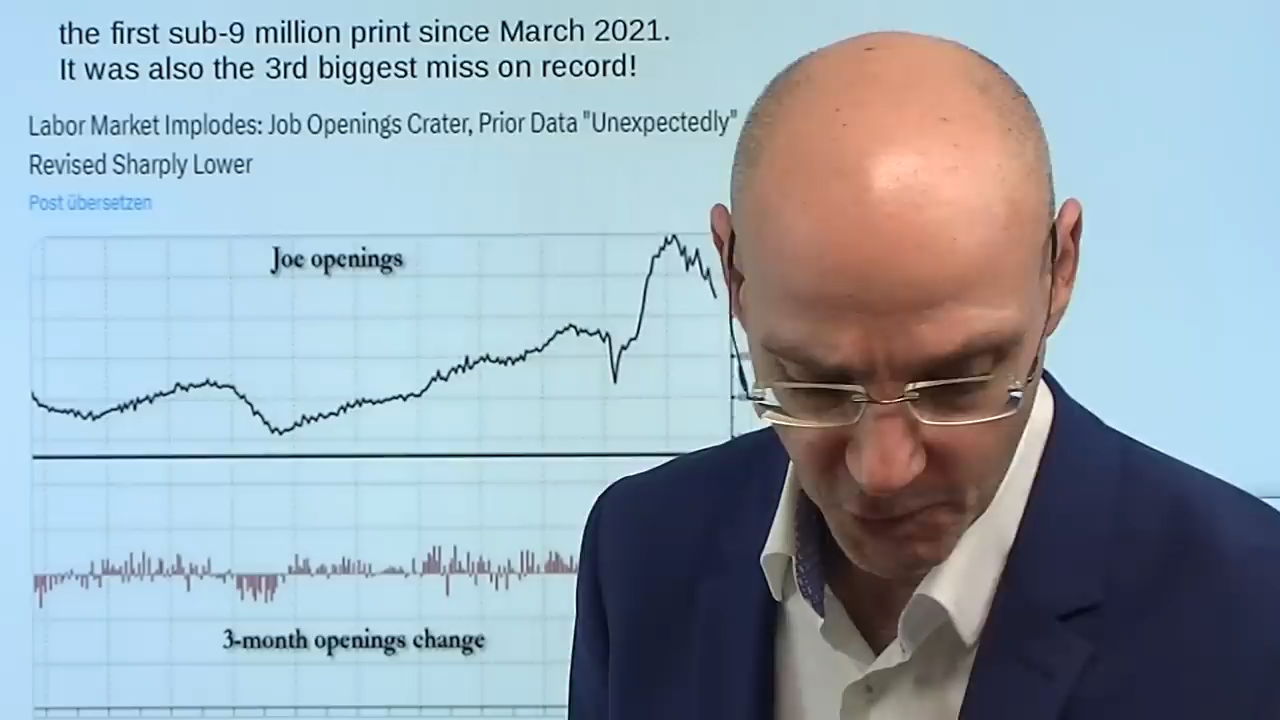 the first sub-9 million print since March 2021.
It was also the 3rd biggest miss on record!
Labor Market Implodes: Job Openings Crater, Prior Data "Unexpectedly"
Revised Sharply Lower
Post übersetzen
Joe openings
3-month openings change